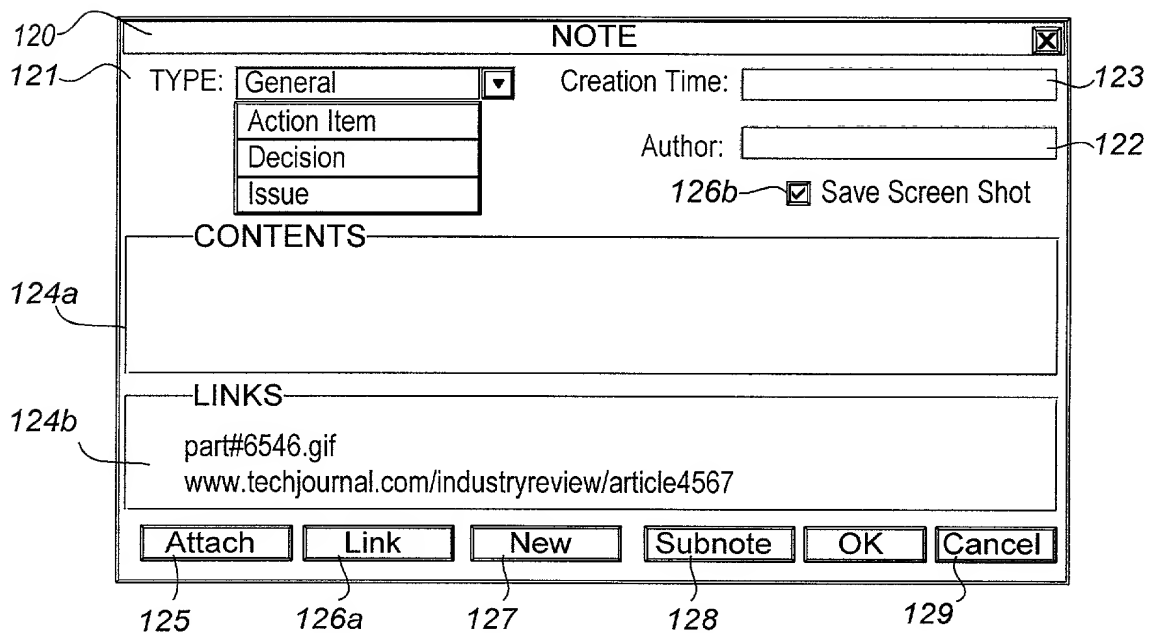 120 NOTE
121 TYPE: General Creation Time: 123
Action Item
Decision Author: 122
Issue 126b Save Screen Shot
CONTENTS
124a
LINKS
124b
part#6546.gif
www.techjournal.com/industryreview/article4567
Attach Link New Subnote OK Cancel
125 126a 127 128 129